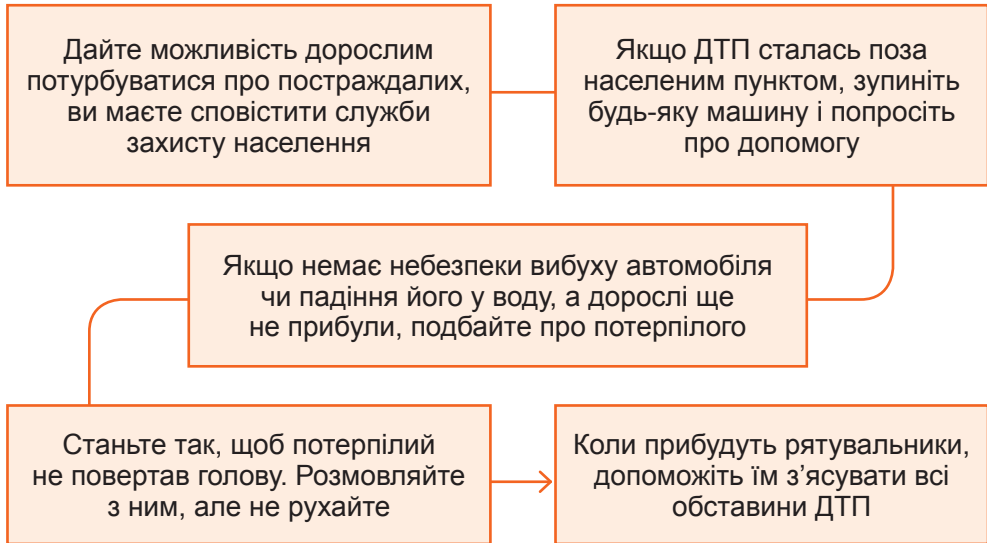 Дайте можливість дорослим
потурбуватися про постраждалих,
ви маєте сповістити служби
захисту населення
Якщо ДТП сталась поза
населеним пунктом, зупиніть
будь-яку машину і попросіть
про допомогу
Якщо немає небезпеки вибуху автомобіля
чи падіння його у воду, а дорослі ще
не прибули, подбайте про потерпілого
Станьте так, щоб потерпілий
не повертав голову. Розмовляйте
з ним, але не рухайте
Коли прибудуть рятувальники,
допоможіть їм з’ясувати всі
обставини ДТП